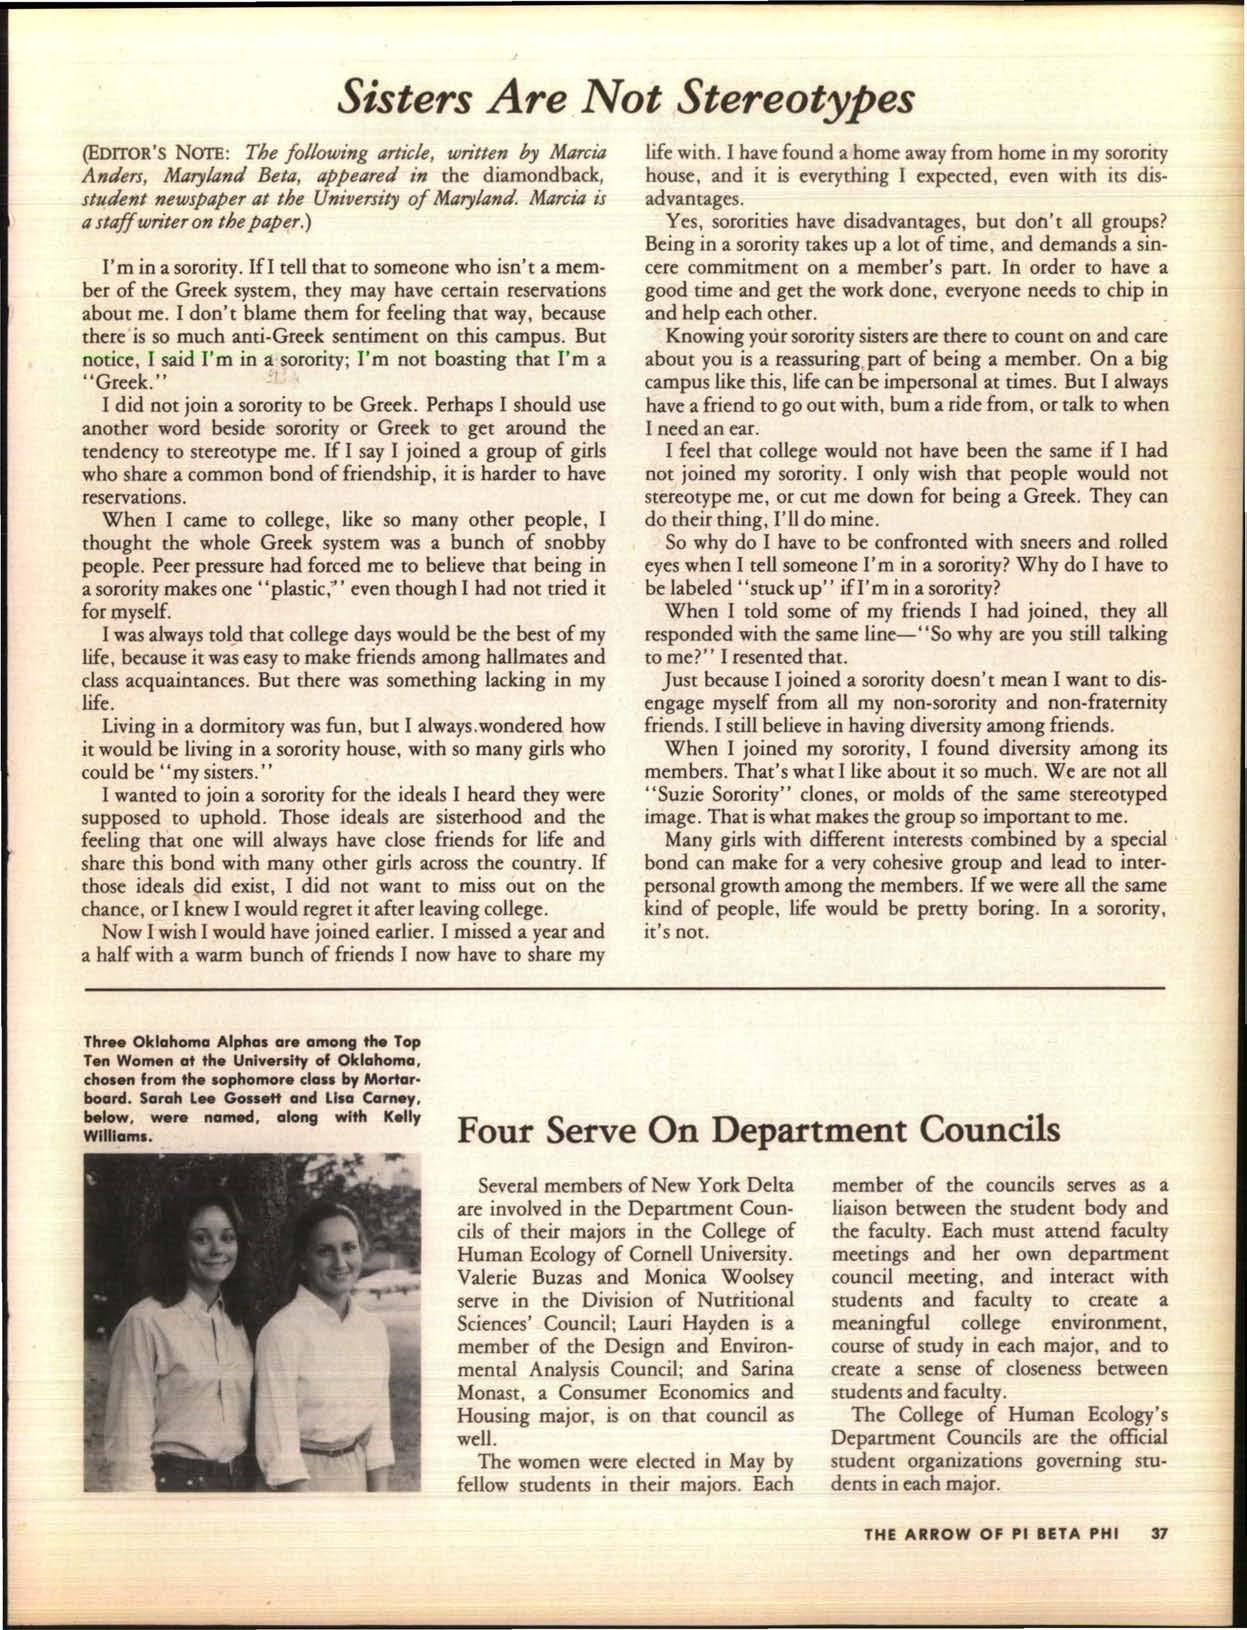 Sisters Are Not Stereotypes
(EDITOR'S NOTE: The following article, written by Marcia
Anders, Maryland Beta, appeared in the diamondback,
student newspaper at the University of Maryland. Marcia is
a staff writer on the paper.)
I'm in a sorority. If I tell that to someone who isn't a mem-
ber of the Greek system, they may have certain reservations
about me. I don't blame them for feeling that way, because
there is so much anti-Greek sentiment on this campus. But
notice, I said I'm in a sorority; I'm not boasting that I'm a
"Greek."
I did not join a sorority to be Greek. Perhaps I should use
another word beside sorority or Greek to get around the
tendency to stereotype me. If I say I joined a group of girls
who share a common bond of friendship, it is harder to have
reservations.
When I came to college, like so many other people, I
thought the whole Greek system was a bunch of snobby
people. Peer pressure had forced me to believe that being in
a sorority makes one "plastic," even though I had not tried it
for myself.
I was always told that college days would be the best of my
life, because it was easy to make friends among hallmates and
class acquaintances. But there was something lacking in my
life.
Living in a dormitory was fun, but I always wondered how
it would be living in a sorority house, with so many girls who
could be "my sisters."
I wanted to join a sorority for the ideals I heard they were
supposed to uphold. Those ideals are sisterhood and the
feeling that one will always have close friends for life and
share this bond with many other girls across the country. If
those ideals did exist, I did not want to miss out on the
chance, or I knew I would regret it after leaving college.
Now I wish I would have joined earlier. I missed a year and
a half with a warm bunch of friends I now have to share my
life with. I have found a home away from home in my sorority
house, and it is everything I expected, even with its dis-
advantages.
Yes, sororities have disadvantages, but don't all groups?
Being in a sorority takes up a lot of time, and demands a sin-
cere commitment on a member's part. In order to have a
good time and get the work done, everyone needs to chip in
and help each other.
Knowing your sorority sisters are there to count on and care
about you is a reassuring part of being a member. On a big
campus like this, life can be impersonal at times. But I always
have a friend to go out with, bum a ride from, or talk to when
I need an ear.
I feel that college would not have been the same if I had
not joined my sorority. I only wish that people would not
stereotype me, or cut me down for being a Greek. They can
do their thing, I'll do mine.
So why do I have to be confronted with sneers and rolled
eyes when I tell someone I'm in a sorority? Why do I have to
be labeled "stuck up" if I'm in a sorority?
When I told some of my friends I had joined, they all
responded with the same line—"So why are you still talking
to me?" I resented that.
Just because I joined a sorority doesn't mean I want to dis-
engage myself from all my non-sorority and non-fraternity
friends. I still believe in having diversity among friends.
When I joined my sorority, I found diversity among its
members. That's what I like about it so much. We are not all
"Suzie Sorority" clones, or molds of the same stereotyped
image. That is what makes the group so important to me.
Many girls with different interests combined by a special
bond can make for a very cohesive group and lead to inter-
personal growth among the members. If we were all the same
kind of people, life would be pretty boring. In a sorority,
it's not.
Three Oklahoma Alphas are among the Top
Ten Women at the University of Oklahoma,
chosen from the sophomore class by Mortar-
board. Sarah Lee Gossett and Lisa Carney,
below, were named, along with Kelly
Williams.
Four Serve On Department Councils
Several members of New York Delta
are involved in the Department Coun-
cils of their majors in the College of
Human Ecology of Cornell University.
Valerie Buzas and Monica Woolsey
serve in the Division of Nutritional
Sciences' Council; Lauri Hayden is a
member of the Design and Environ-
mental Analysis Council; and Sarina
Monast, a Consumer Economics and
Housing major, is on that council as
well.
The women were elected in May by
fellow students in their majors. Each
member of the councils serves as a
liaison between the student body and
the faculty. Each must attend faculty
meetings and her own department
council meeting, and interact with
students and faculty to create a
meaningful college environment,
course of study in each major, and to
create a sense of closeness between
students and faculty.
The College of Human Ecology's
Department Councils are the official
student organizations governing stu-
dents in each major.
THE ARROW OF PI BETA PHI 37